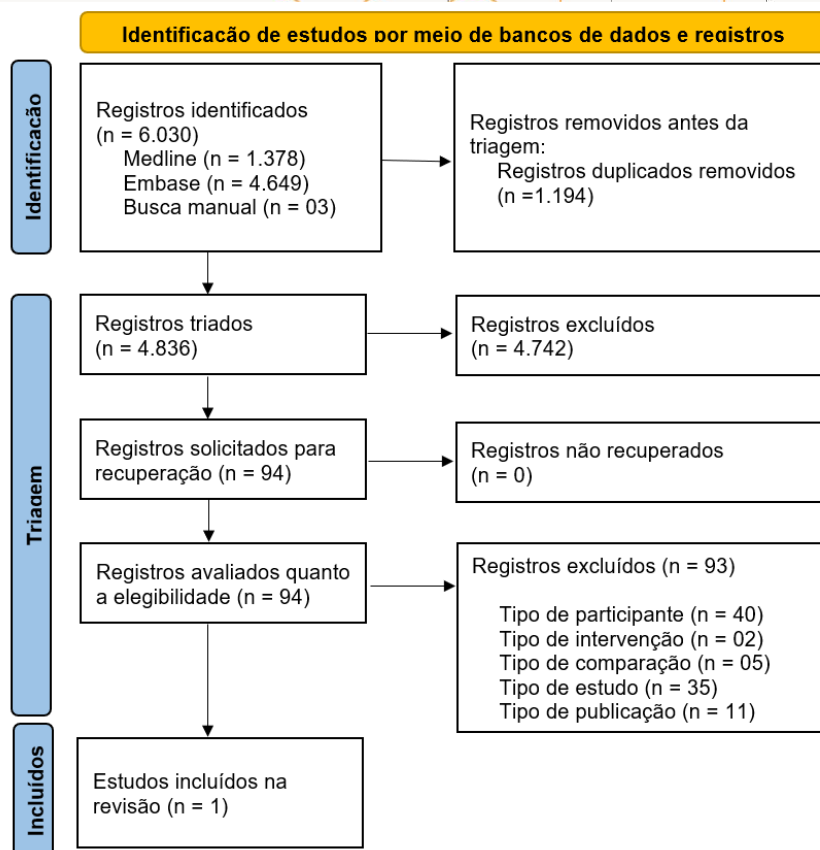 Identificação de estudos por meio de bancos de dados e registros
Identificação
Registros identificados
(n = 6.030)
Medline (n = 1.378)
Embase (n = 4.649)
Busca manual (n = 03)
Registros removidos antes da
triagem:
Registros duplicados removidos
(n =1.194)
Triagem
Registros triados
(n = 4.836)
Registros excluídos
(n = 4.742)
Registros solicitados para
recuperação (n = 94)
Registros não recuperados
(n = 0)
Registros avaliados quanto
a elegibilidade (n = 94)
Registros excluídos (n = 93)
Tipo de participante (n = 40)
Tipo de intervenção (n = 02)
Tipo de comparação (n = 05)
Tipo de estudo (n = 35)
Tipo de publicação (n = 11)
Incluídos
Estudos incluídos na
revisão (n = 1)